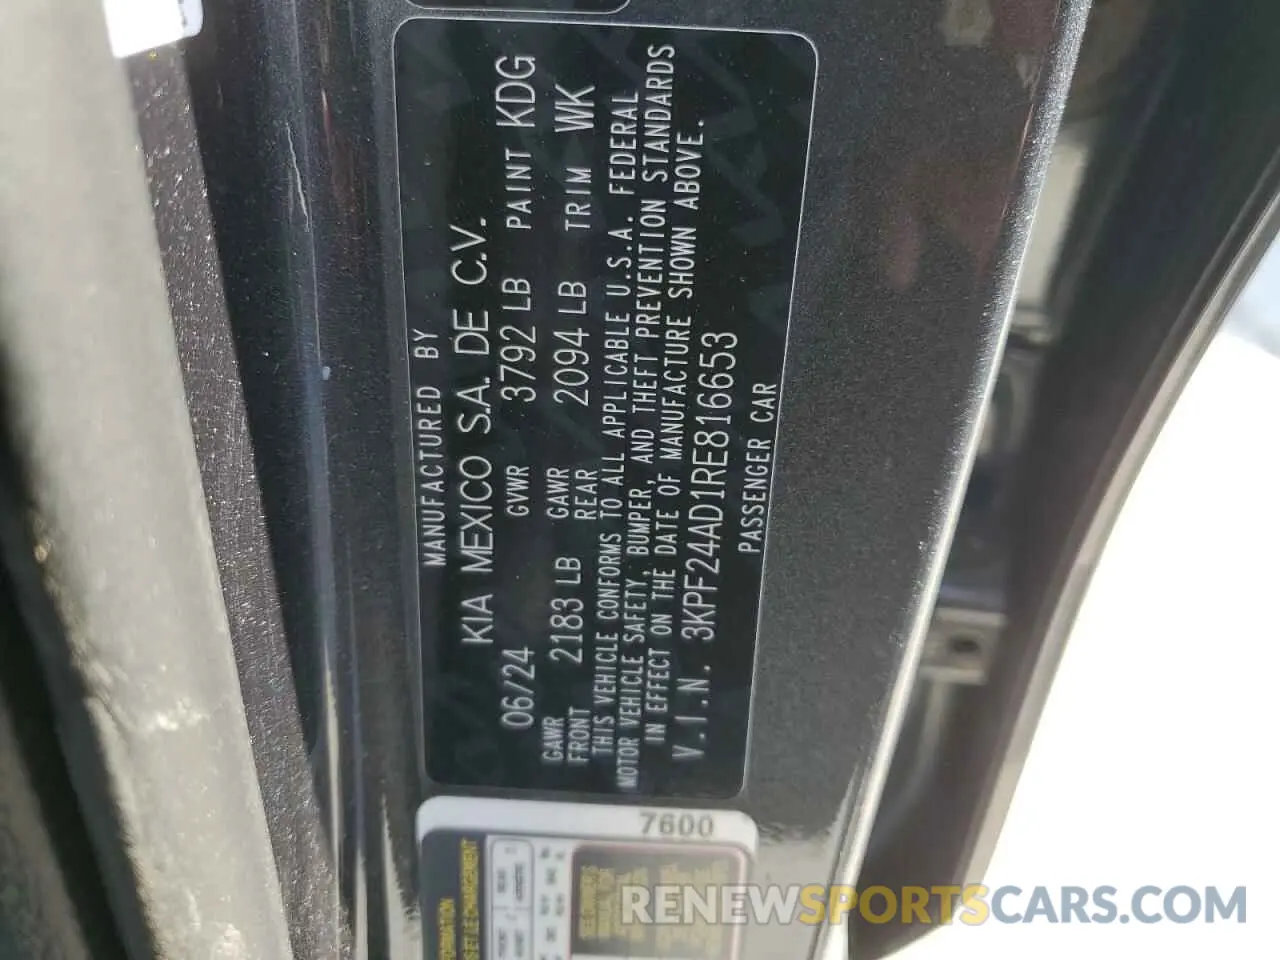 MANUFACTURED BY
KIA MEXICO S.A. DE C.V.
06/24 GVWR 3792 LB PAINT KDG
GAWR FRONT 2183 LB GAWR REAR 2094 LB TRIM WK
THIS VEHICLE CONFORMS TO ALL APPLICABLE U.S.A. FEDERAL
MOTOR VEHICLE SAFETY, BUMPER, AND THEFT PREVENTION STANDARDS
IN EFFECT ON THE DATE OF MANUFACTURE SHOWN ABOVE.
V.I.N. 3KPF24AD1RE816653
PASSENGER CAR
7600
RENEWSPORTSCARS.COM